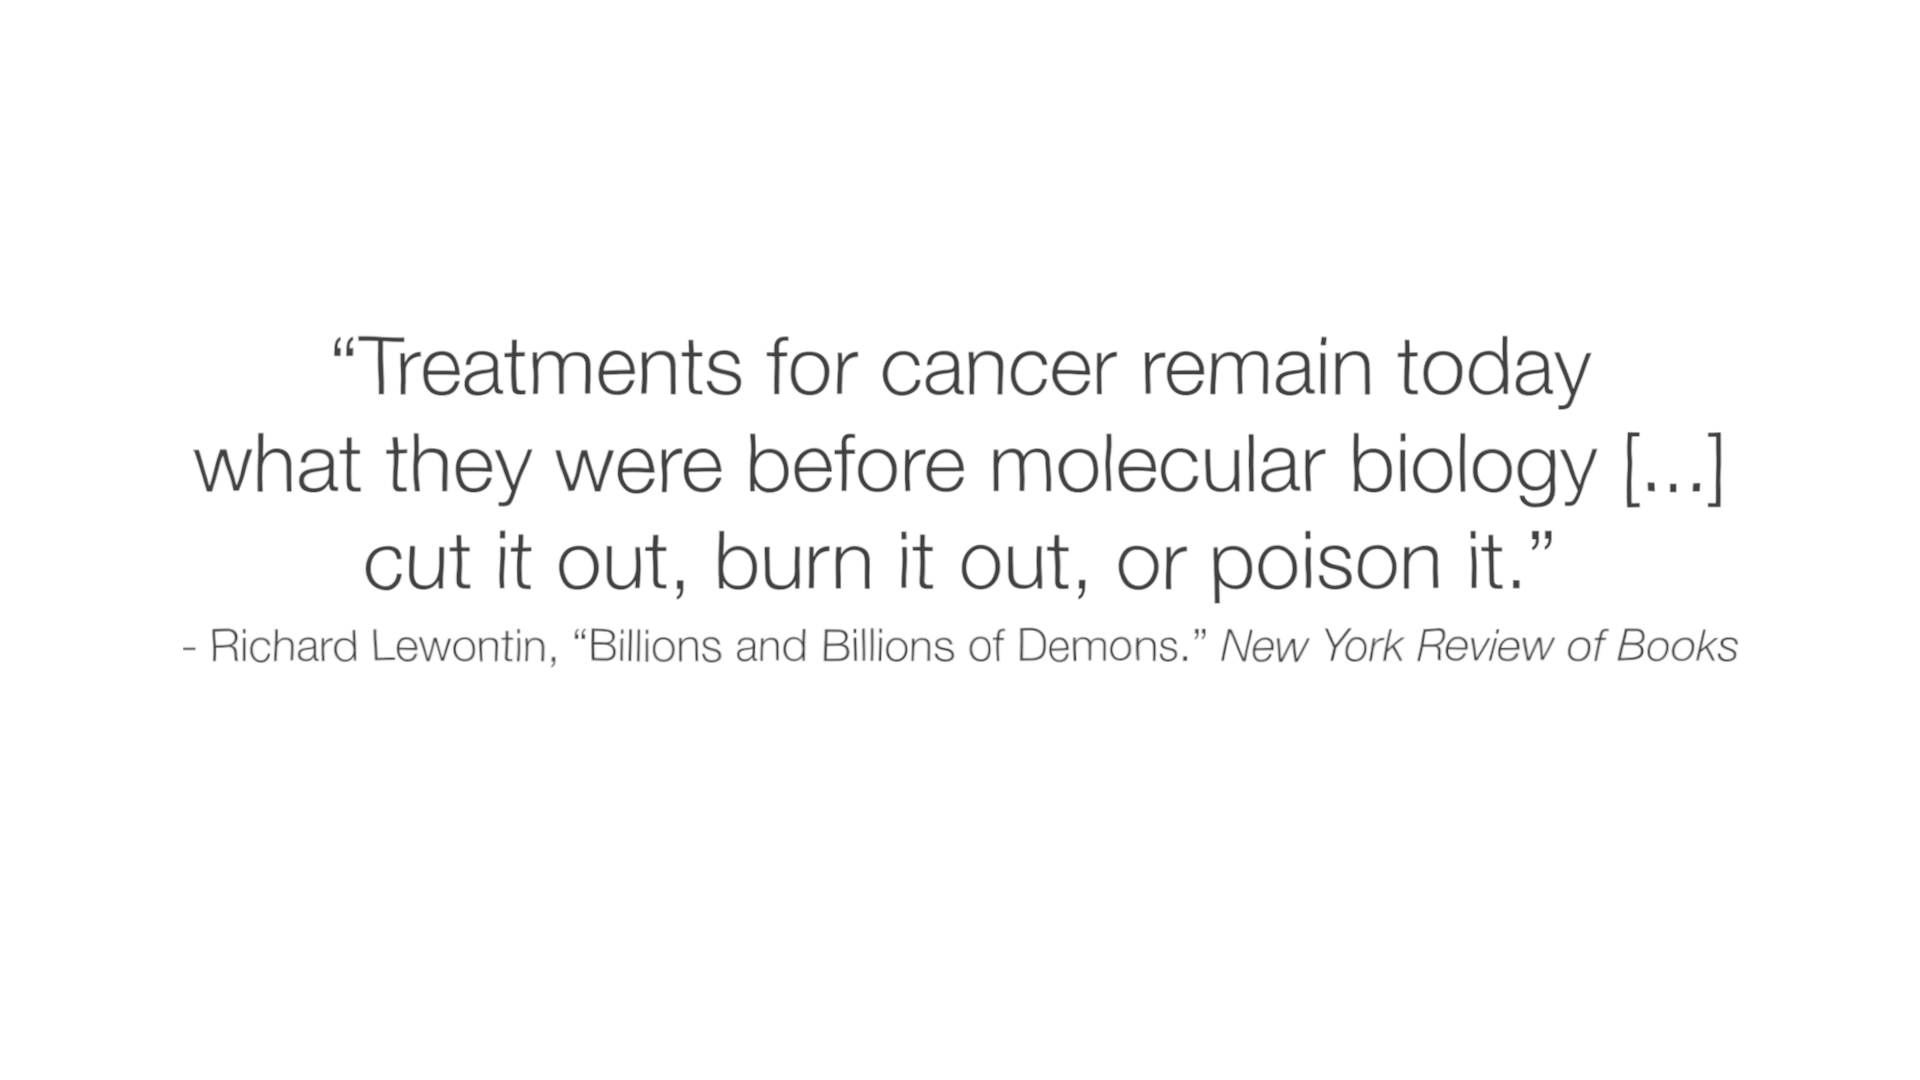 “Treatments for cancer remain today
what they were before molecular biology [...]
cut it out, burn it out, or poison it.”
- Richard Lewontin, “Billions and Billions of Demons.” New York Review of Books